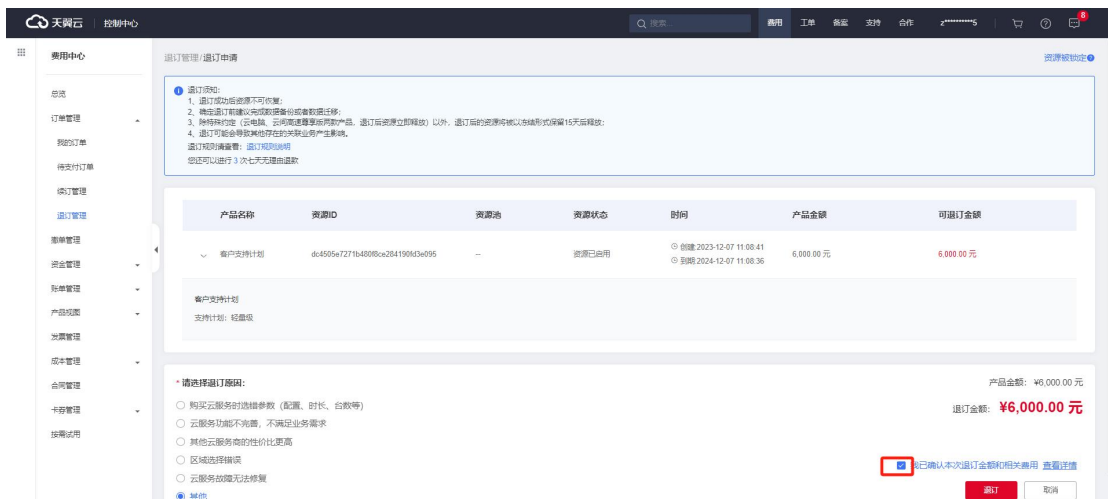 天翼云 控制中心 搜索... 费用 工单 备案 支持 合作 z**********5 8
费用中心
总览
订单管理
我的订单
待支付订单
续订管理
退订管理
账单管理
资金管理
账单管理
产品视图
发票管理
成本管理
合同管理
卡券管理
按需试用
退订管理/退订申请
资源被锁定
退订须知:
1、退订成功后资源不可恢复;
2、确定退订前建议完成数据备份或者数据迁移;
3、除特殊约定(云电脑、云间高速尊享版两款产品,退订后资源立即释放)以外,退订后的资源将被以冻结形式保留15天后释放;
4、退订可能会导致其他存在的关联业务产生影响。
退订规则请查看: 退订规则说明
您还可以进行 3 次七天无理由退款
产品名称 资源ID 资源池 资源状态 时间 产品金额 可退订金额
客户支持计划 dc4505e7271b480f8ce284190fd3e095 -- 资源已启用 创建:2023-12-07 11:08:41 6,000.00 元 6,000.00 元
到期:2024-12-07 11:08:36
客户支持计划
支持计划: 轻量级
* 请选择退订原因:
购买云服务时选错参数(配置、时长、台数等)
云服务功能不完善,不满足业务需求
其他云服务商的性价比更高
区域选择错误
云服务故障无法修复
其他
产品金额: ¥6,000.00 元
退订金额: ¥6,000.00 元
我已确认本次退订金额和相关费用 查看详情
退订 取消